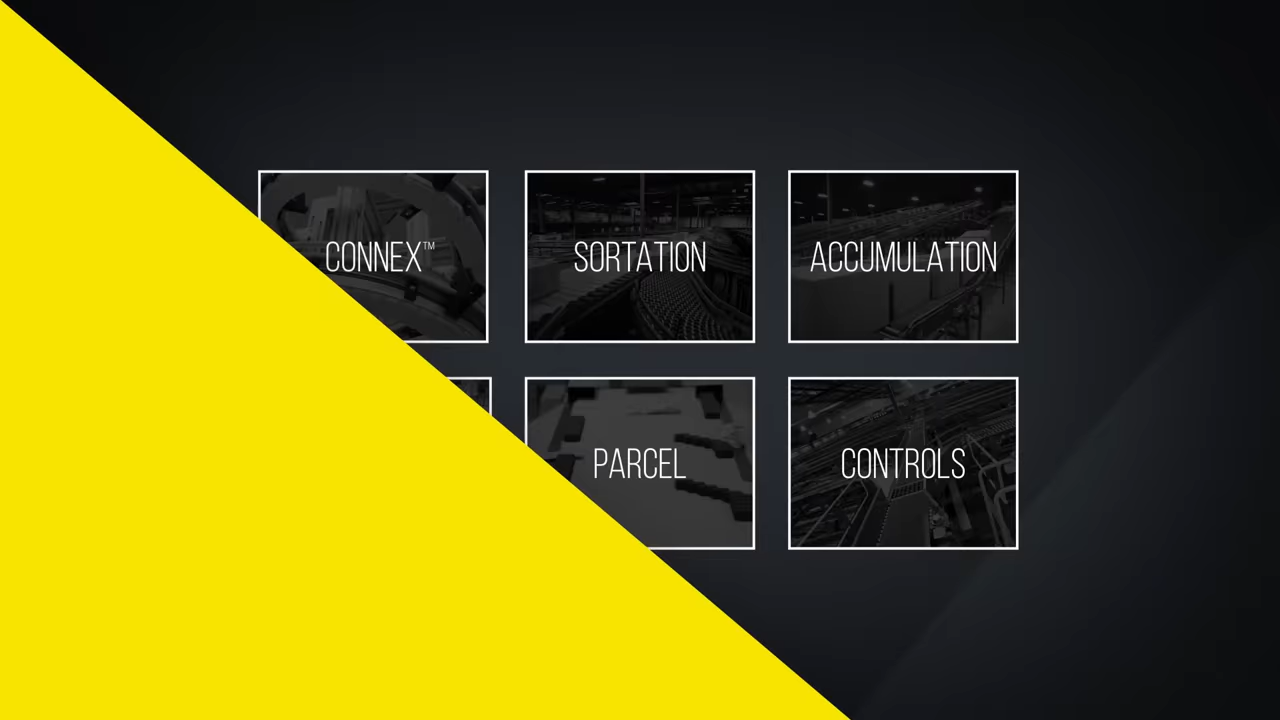 CONNEX™
SORTATION
ACCUMULATION
PARCEL
CONTROLS